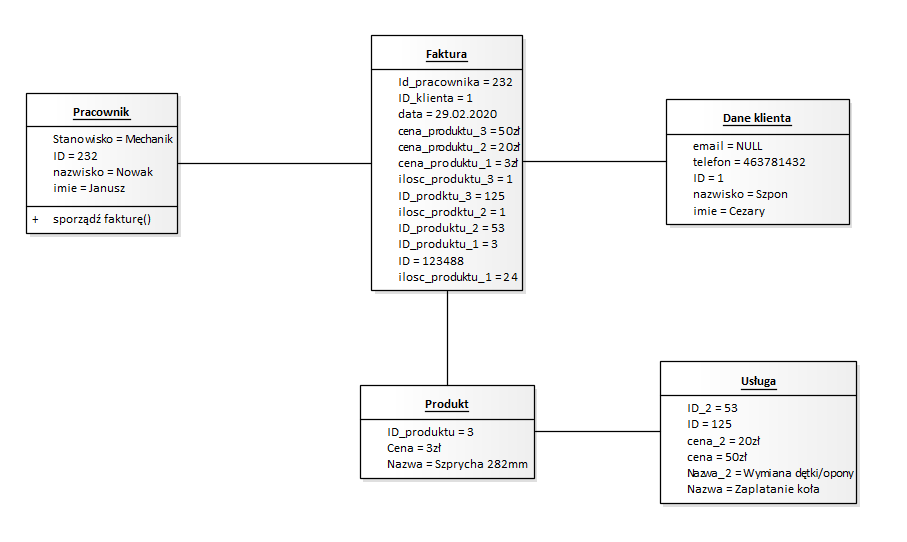 Faktura
Id_pracownika = 232
ID_klienta = 1
data = 29.02.2020
cena_produktu_3 = 50zł
cena_produktu_2 = 20zł
cena_produktu_1 = 3zł
ilosc_produktu_3 = 1
ID_prodktu_3 = 125
ilosc_prodktu_2 = 1
ID_produktu_2 = 53
ID_produktu_1 = 3
ID = 123488
ilosc_produktu_1 = 24
Pracownik
Stanowisko = Mechanik
ID = 232
nazwisko = Nowak
imie = Janusz
+ sporządź fakturę()
Dane klienta
email = NULL
telefon = 463781432
ID = 1
nazwisko = Szpon
imie = Cezary
Produkt
ID_produktu = 3
Cena = 3zł
Nazwa = Szprycha 282mm
Usługa
ID_2 = 53
ID = 125
cena_2 = 20zł
cena = 50zł
Nazwa_2 = Wymiana dętki/opony
Nazwa = Zaplatanie koła